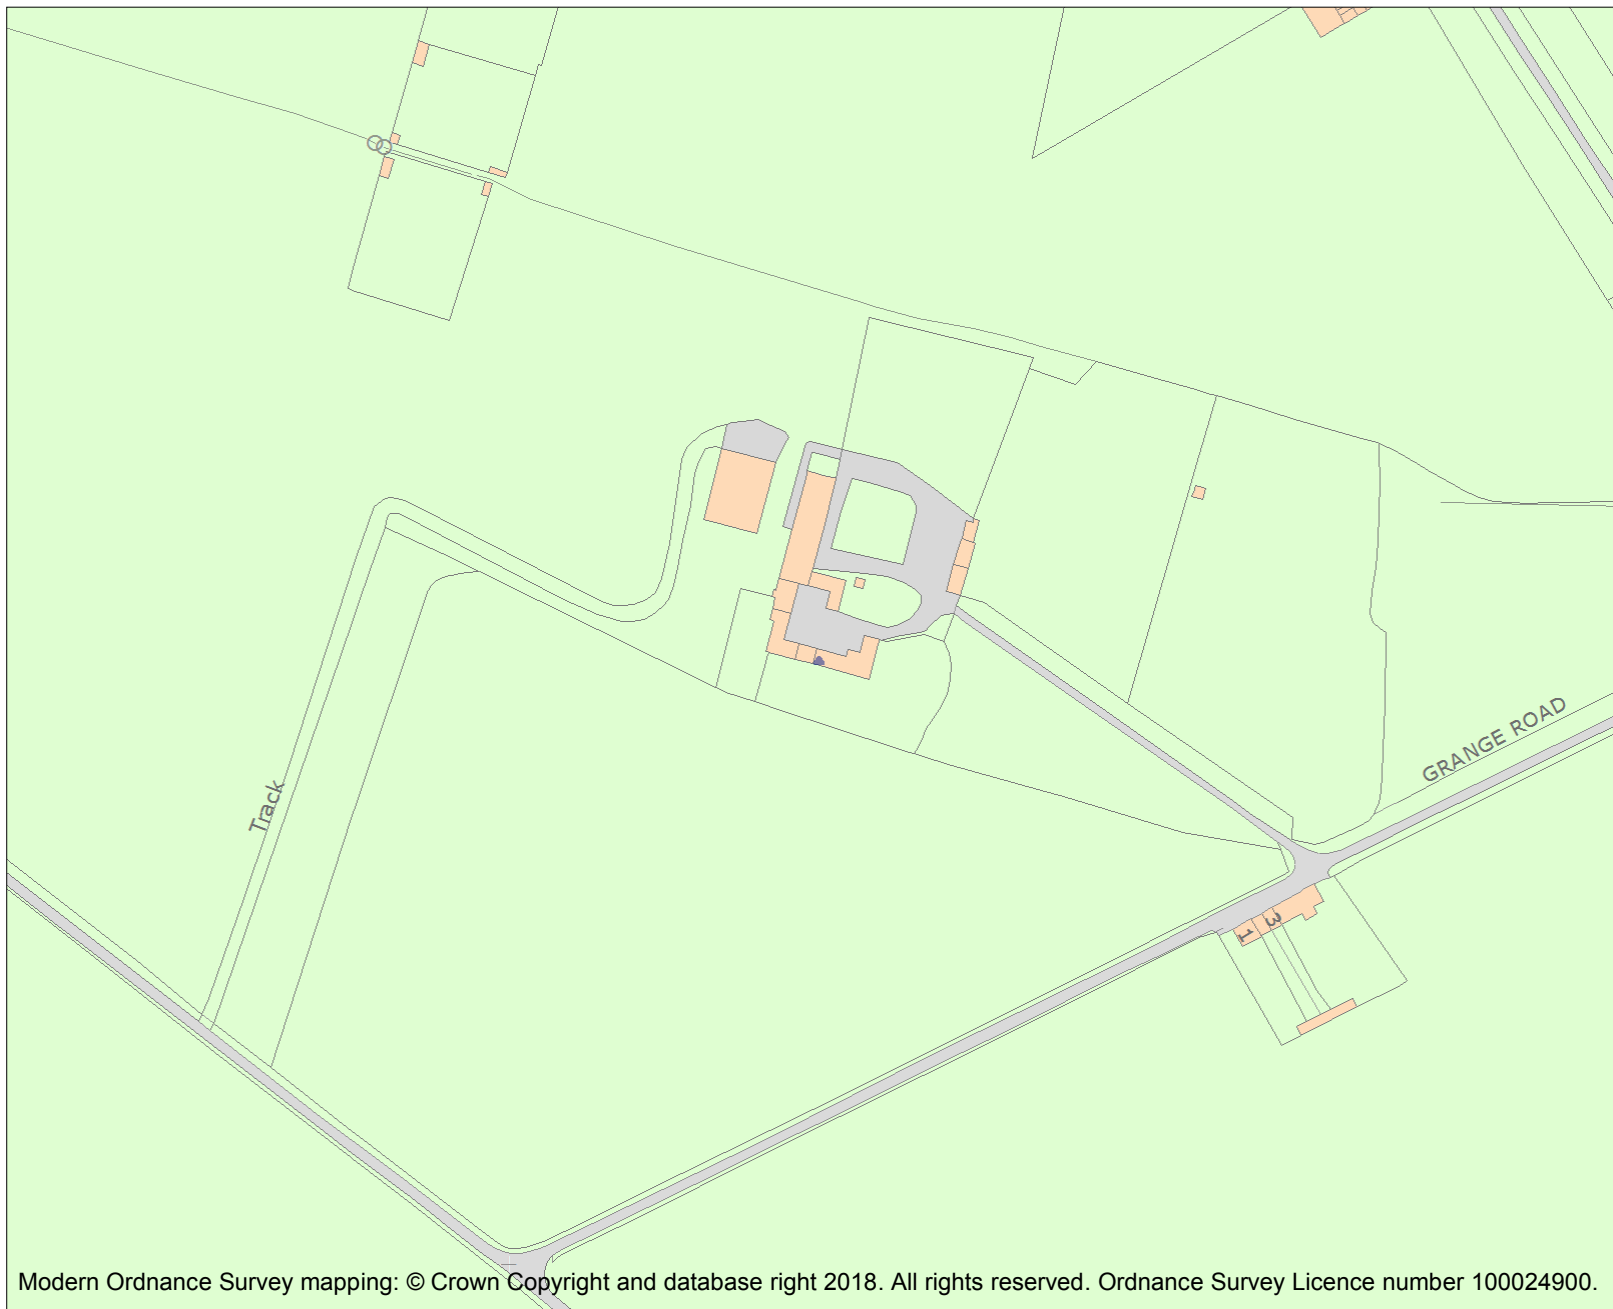 GRANGE ROAD
Track
3
1
Modern Ordnance Survey mapping: © Crown Copyright and database right 2018. All rights reserved. Ordnance Survey Licence number 100024900.